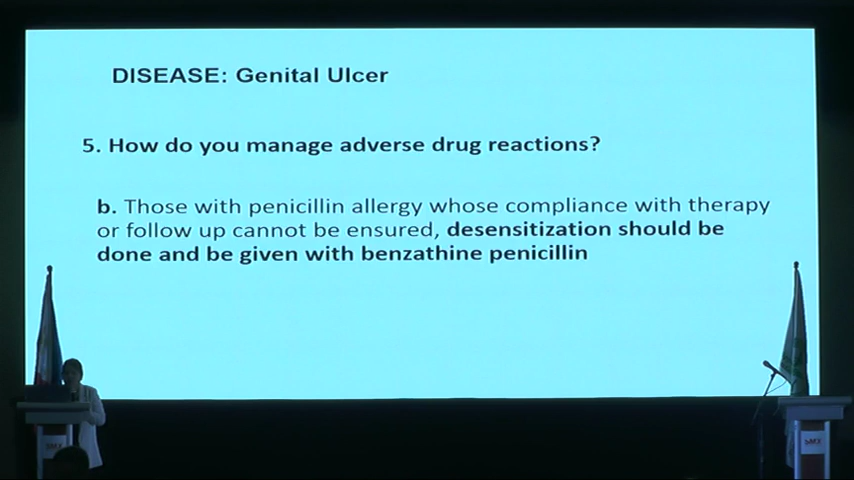 DISEASE: Genital Ulcer
5. How do you manage adverse drug reactions?
b. Those with penicillin allergy whose compliance with therapy
or follow up cannot be ensured, desensitization should be
done and be given with benzathine penicillin